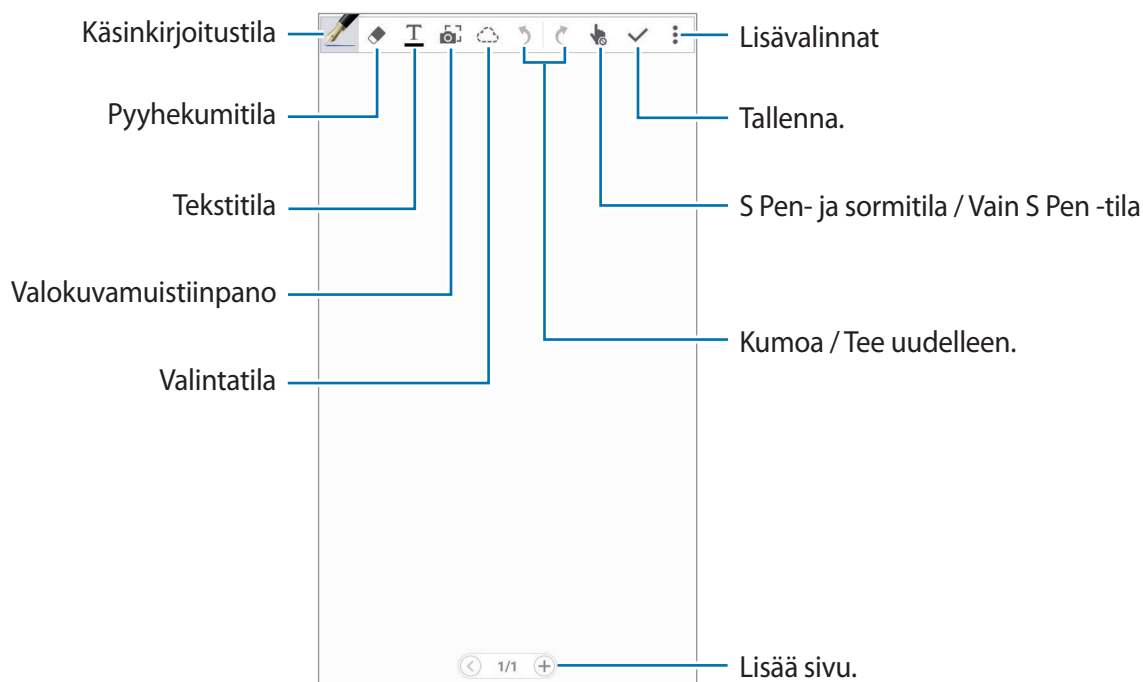 Käsinkirjoitustila
Pyyhekumitila
Tekstitila
Valokuvamuistiinpano
Valintatila
T
Lisävalinnat
Tallenna.
S Pen- ja sormitila / Vain S Pen -tila
Kumoa / Tee uudelleen.
1/1
Lisää sivu.